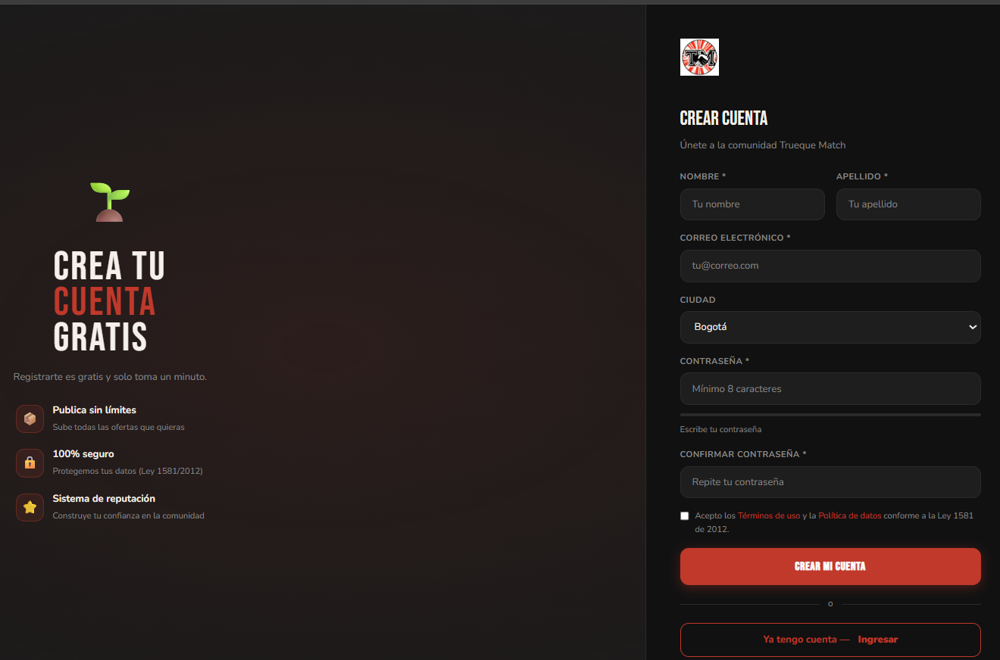 CREA TU
CUENTA
GRATIS
Registrarte es gratis y solo toma un minuto.
Publica sin límites
Sube todas las ofertas que quieras
100% seguro
Protegemos tus datos (Ley 1581/2012)
Sistema de reputación
Construye tu confianza en la comunidad
TM
CREAR CUENTA
Únete a la comunidad Trueque Match
NOMBRE * APELLIDO *
Tu nombre Tu apellido
CORREO ELECTRÓNICO *
tu@correo.com
CIUDAD
Bogotá
CONTRASEÑA *
Mínimo 8 caracteres
Escribe tu contraseña
CONFIRMAR CONTRASEÑA *
Repite tu contraseña
Acepto los Términos de uso y la Política de datos conforme a la Ley 1581
de 2012.
CREAR MI CUENTA
o
Ya tengo cuenta — Ingresar